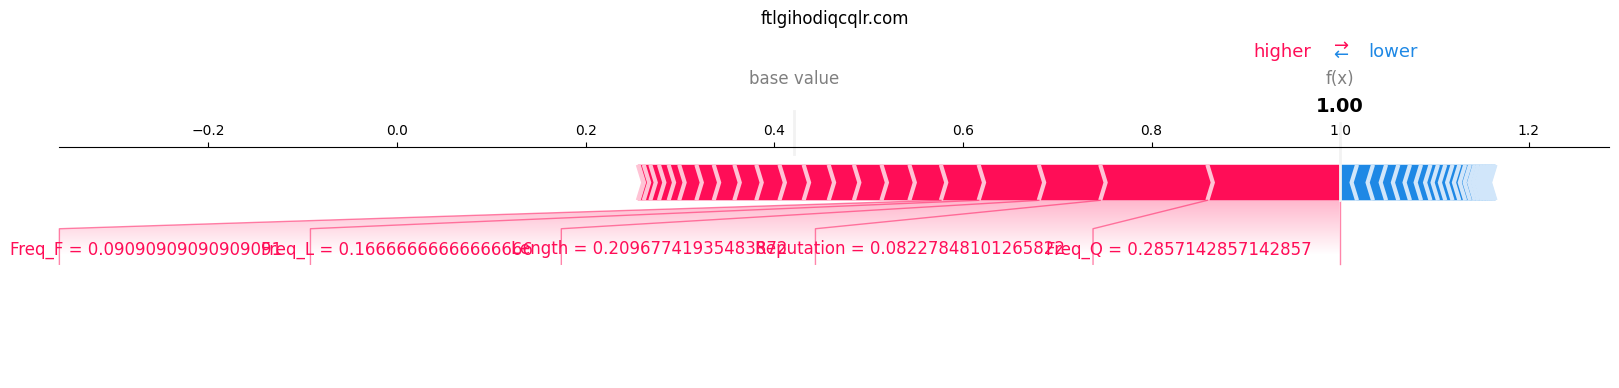 ftlgihodiqcqlr.com
higher ⇄ lower
base value f(x)
1.00
−0.2 0.0 0.2 0.4 0.6 0.8 1.0 1.2
Freq_F = 0.09090909090909091 Freq_L = 0.16666666666666666 Length = 0.20967741935483872 Reputation = 0.0822784810126582 Freq_Q = 0.2857142857142857